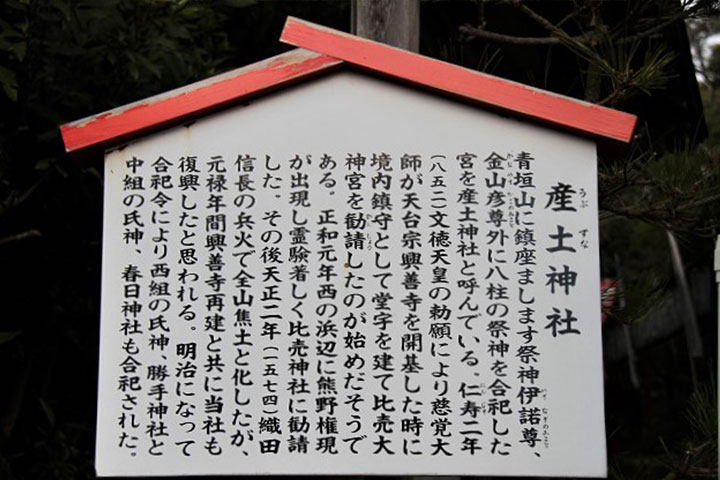 産土神社
青垣山に鎮座まします祭神伊諾尊、
金山彦尊外に八柱の祭神を合祀した
宮を産土神社と呼んでいる。仁寿二年
(八五二)文徳天皇の勅願により慈覚大
師が天台宗興善寺を開基した時に
境内鎮守として堂宇を建て比売大
神宮を勧請したのが始めだそうで
ある。正和元年西の浜辺に熊野権現
が出現し霊験著しく比売神社に勧請
した。その後天正二年(一五七四)織田
信長の兵火で全山焦土と化したが、
元禄年間興善寺再建と共に当社も
復興したと思われる。明治になって
合祀令により西組の氏神、勝手神社と
中組の氏神、春日神社も合祀された。